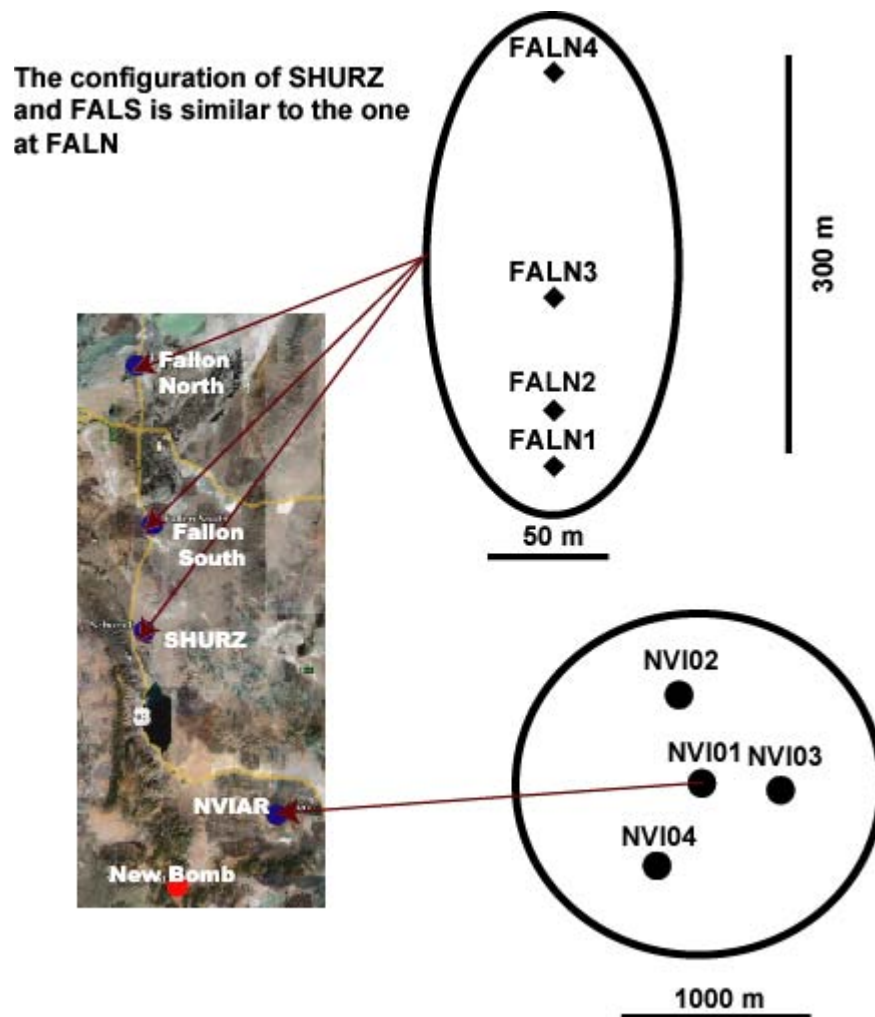 The configuration of SHURZ
and FALS is similar to the one
at FALN
FALN4
FALN3
FALN2
FALN1
300 m
50 m
Fallon
North
Fallon
South
SHURZ
NVIAR
New Bomb
NVI02
NVI01
NVI03
NVI04
1000 m